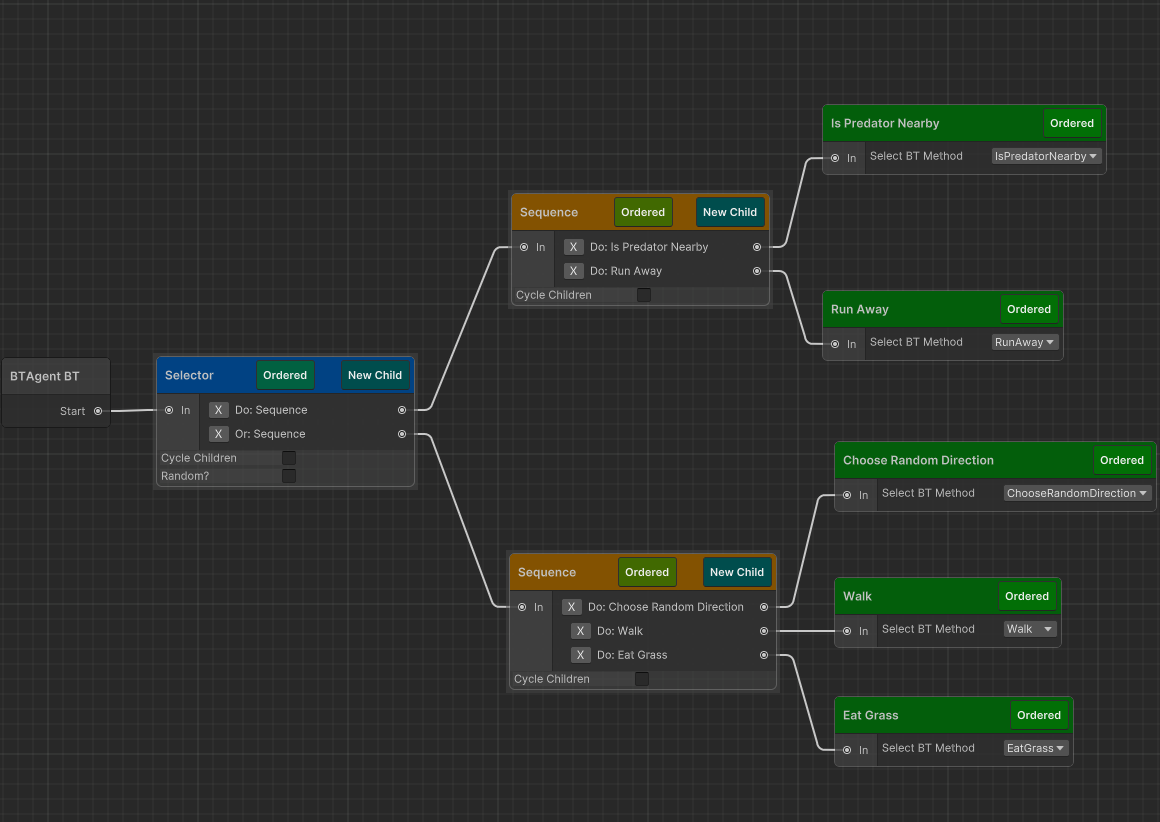 BTAgent BT
Start
Selector Ordered New Child
In X Do: Sequence
X Or: Sequence
Cycle Children
Random?
Sequence Ordered New Child
In X Do: Is Predator Nearby
X Do: Run Away
Cycle Children
Is Predator Nearby Ordered
In Select BT Method IsPredatorNearby
Run Away Ordered
In Select BT Method RunAway
Sequence Ordered New Child
In X Do: Choose Random Direction
X Do: Walk
X Do: Eat Grass
Cycle Children
Choose Random Direction Ordered
In Select BT Method ChooseRandomDirection
Walk Ordered
In Select BT Method Walk
Eat Grass Ordered
In Select BT Method EatGrass